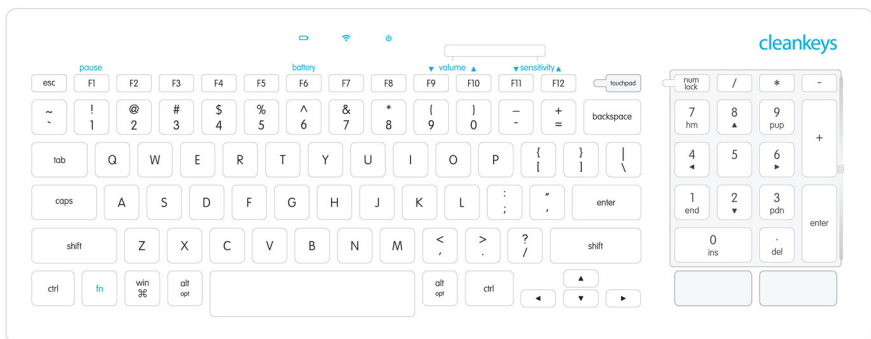 cleankeys
pause battery ▼ volume ▲ ▼ sensitivity ▲
esc F1 F2 F3 F4 F5 F6 F7 F8 F9 F10 F11 F12 touchpad num lock / * -
~ ! @ # $ % ^ & * ( ) _ +
` 1 2 3 4 5 6 7 8 9 0 - = backspace
7 8 9
hm ▲ pup
+
tab Q W E R T Y U I O P { } |
[ ] \
4 5 6
◄ ►
caps A S D F G H J K L : " enter
; '
1 2 3
end ▼ pdn
enter
shift Z X C V B N M < > ? shift
, . /
0 .
ins del
ctrl fn win ⌘ alt opt alt opt ctrl ▲
◄ ▼ ►